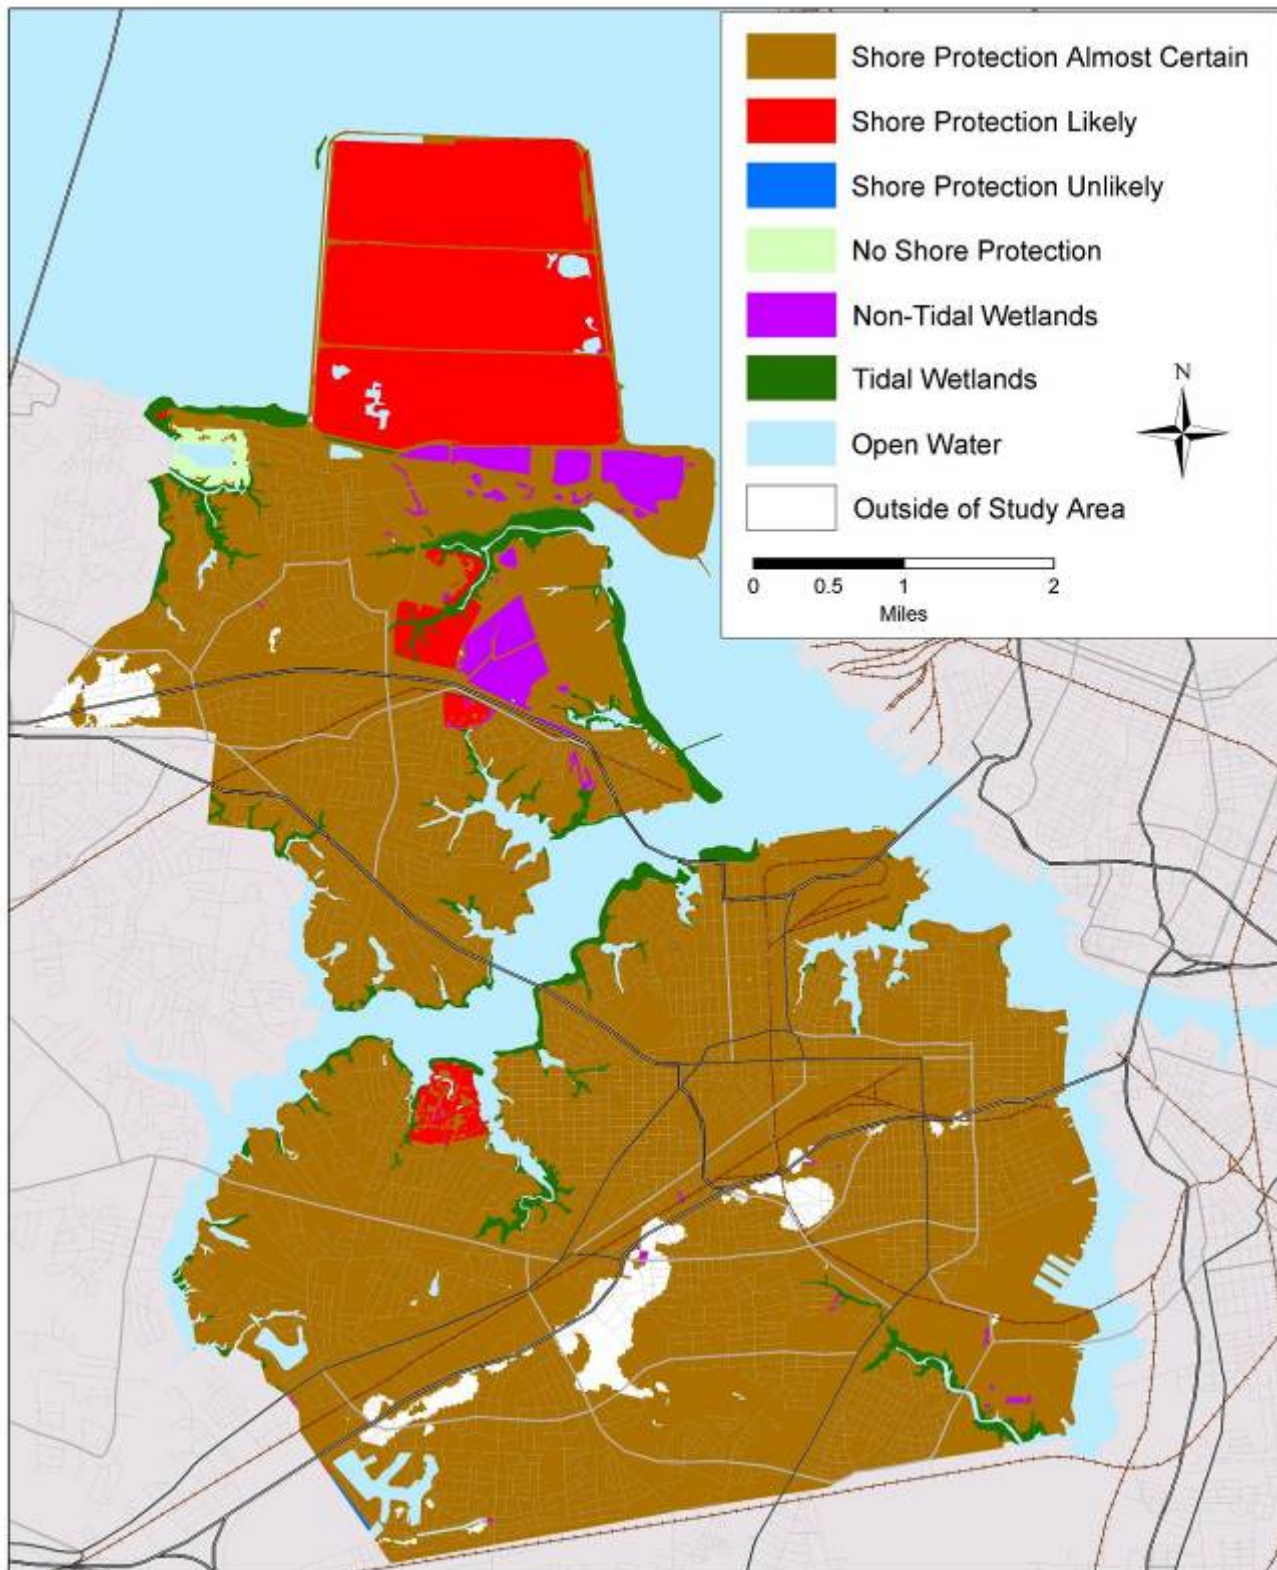 Shore Protection Almost Certain
Shore Protection Likely
Shore Protection Unlikely
No Shore Protection
Non-Tidal Wetlands
Tidal Wetlands
Open Water
Outside of Study Area
N
0 0.5 1 2
Miles